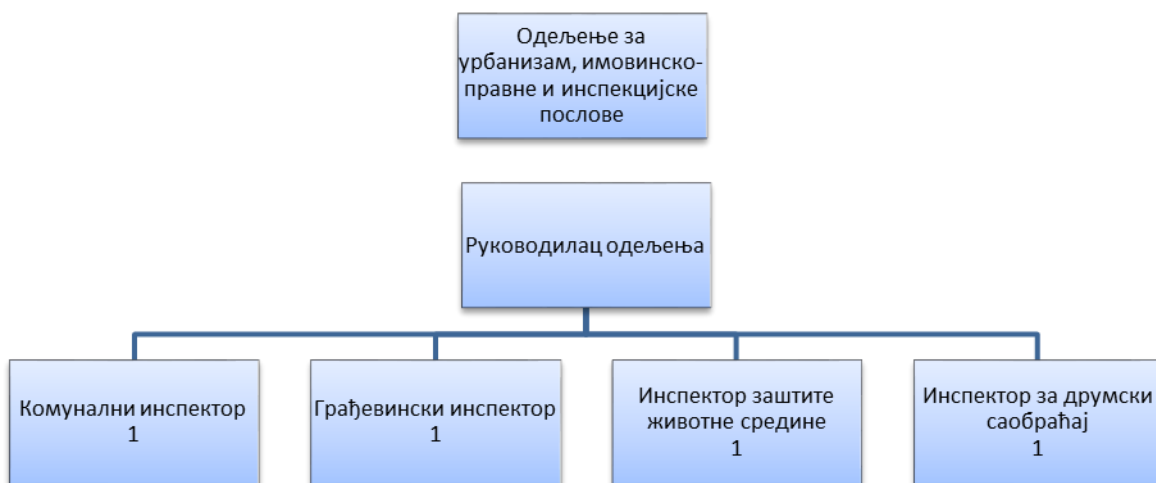 Одељење за
урбанизам, имовинско-
правне и инспекцијске
послове
Руководилац одељења
Комунални инспектор
1
Грађевински инспектор
1
Инспектор заштите
животне средине
1
Инспектор за друмски
саобраћај
1